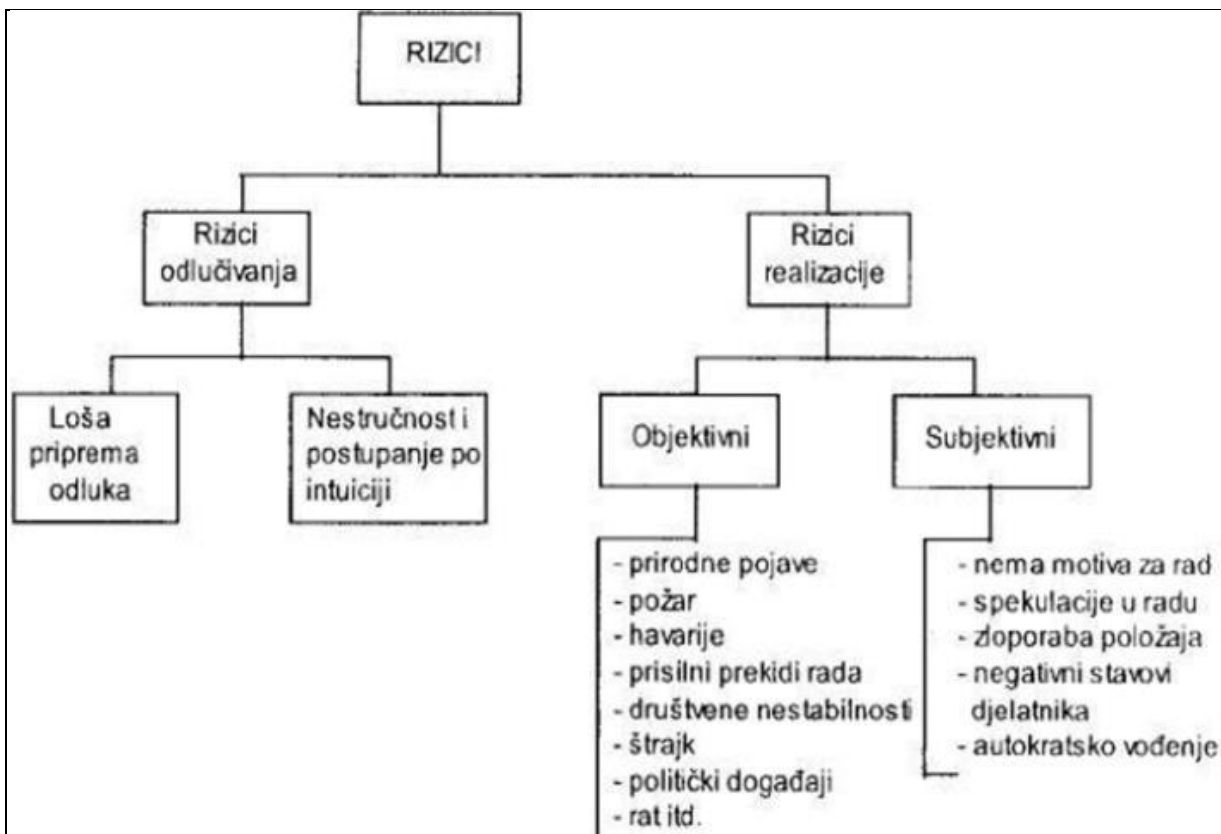 RIZICI
Rizici
odlučivanja
Rizici
realizacije
Loša
priprema
odluka
Nestručnost i
postupanje po
intuiciji
Objektivni
Subjektivni
- prirodne pojave
- požar
- havarije
- prisilni prekidi rada
- društvene nestabilnosti
- štrajk
- politički događaji
- rat itd.
- nema motiva za rad
- spekulacije u radu
- zloporaba položaja
- negativni stavovi
djelatnika
- autokratsko vođenje